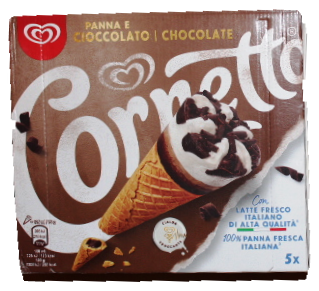 PANNA E
CIOCCOLATO | CHOCOLATE
Cornetto
Con
LATTE FRESCO
ITALIANO
DI ALTA QUALITÀ
100% PANNA FRESCA
ITALIANA
5x